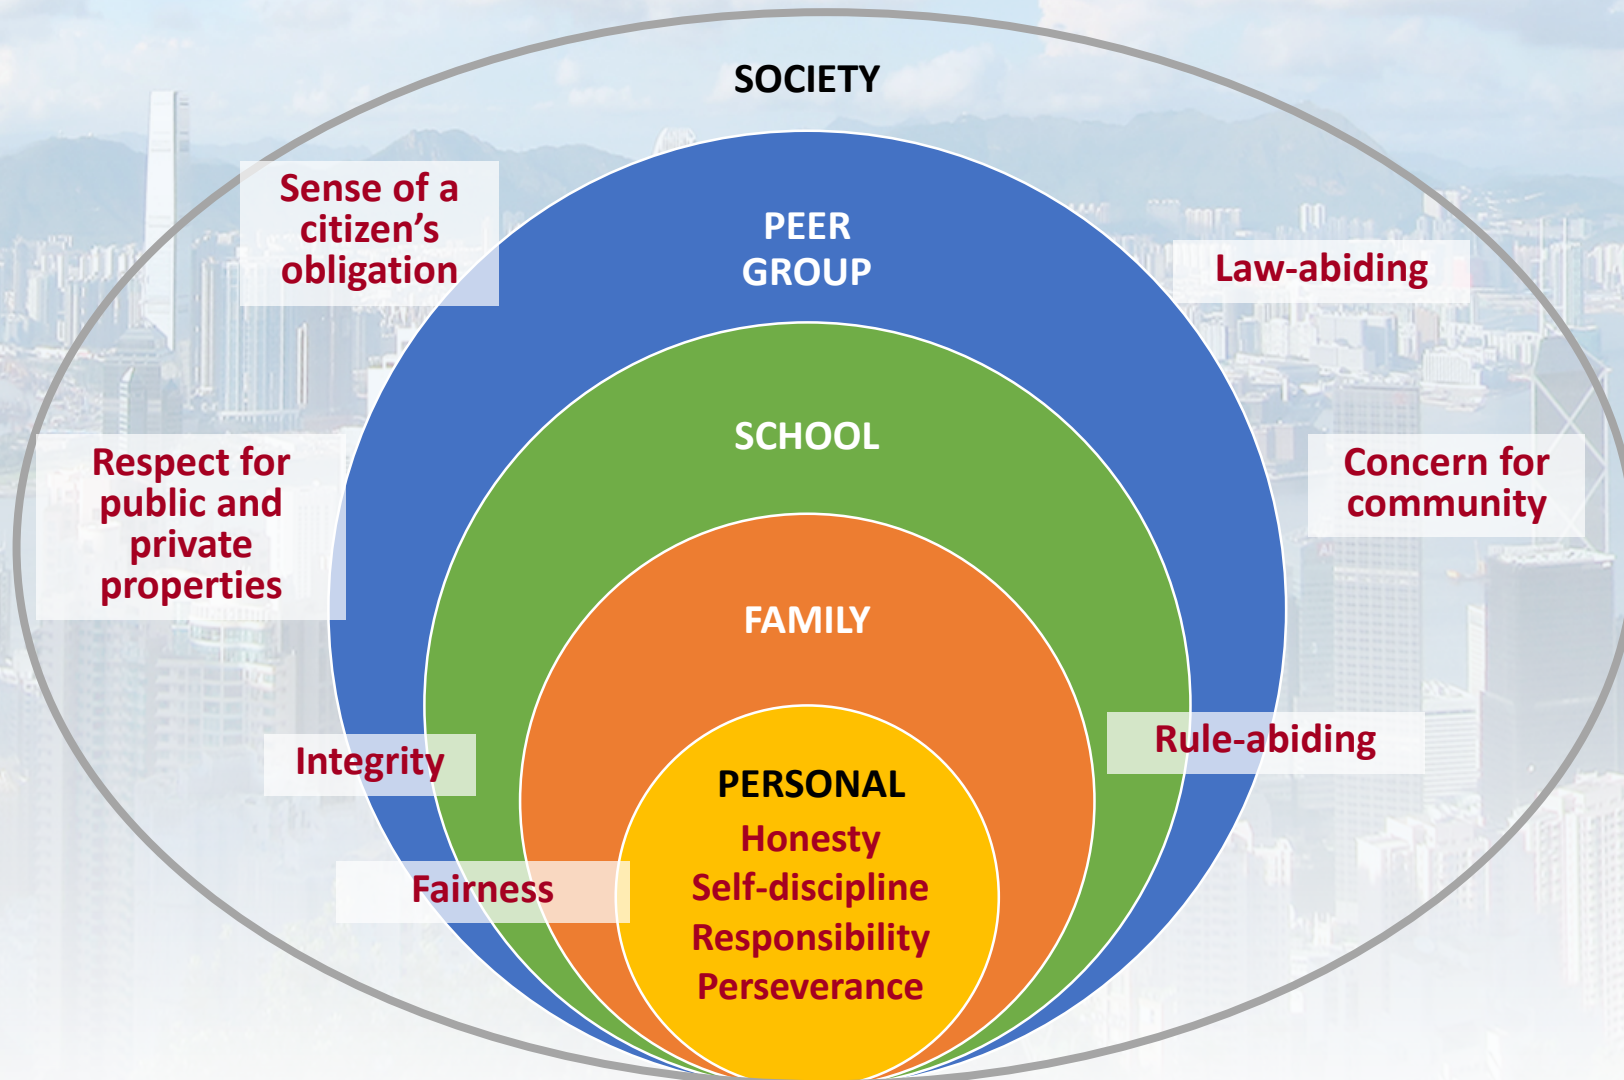 SOCIETY
Sense of a
citizen’s
obligation
PEER
GROUP
Law-abiding
SCHOOL
Respect for
public and
private
properties
Concern for
community
FAMILY
Integrity
Rule-abiding
PERSONAL
Honesty
Self-discipline
Responsibility
Perseverance
Fairness